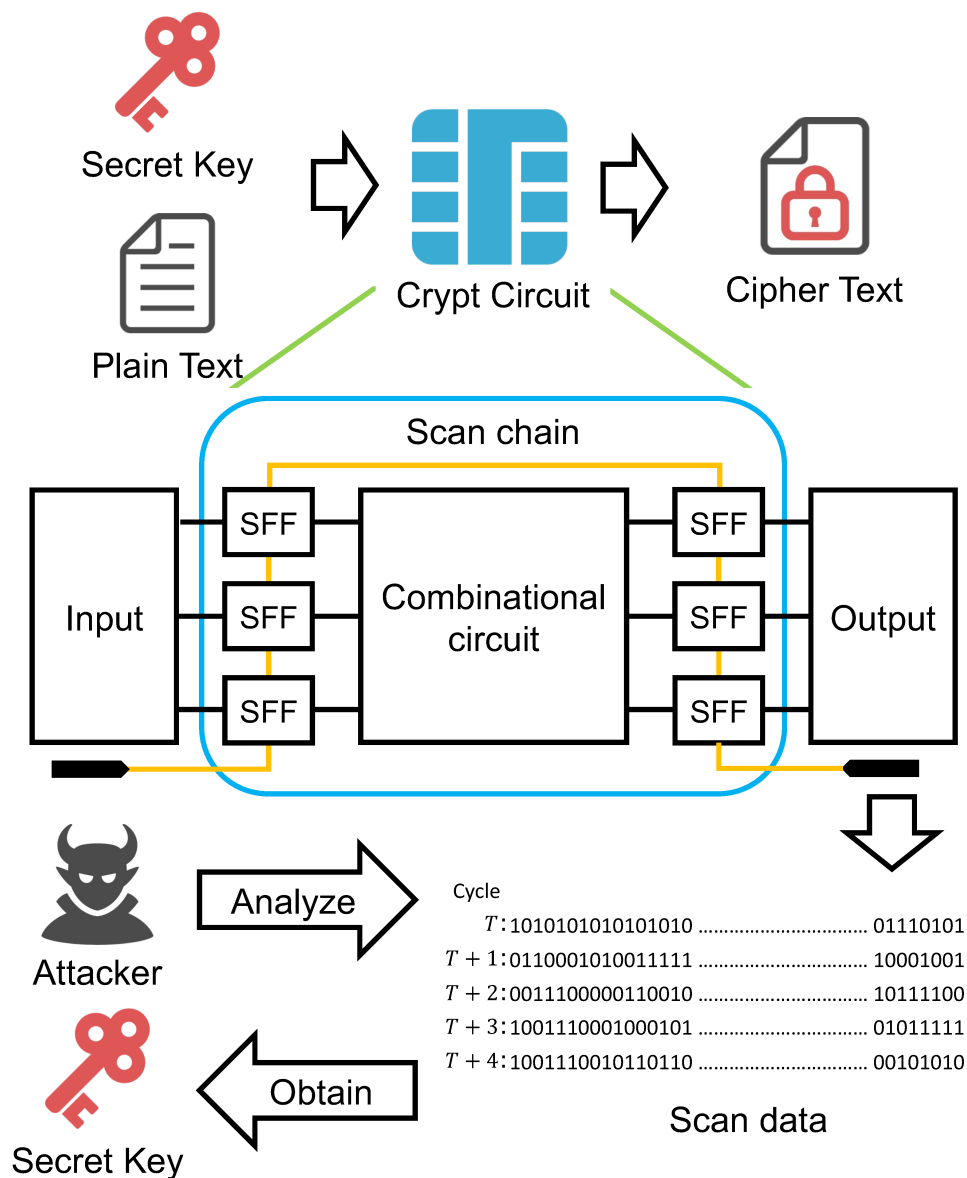 Secret Key
Plain Text
Crypt Circuit
Cipher Text
Scan chain
Input
SFF
SFF
SFF
Combinational
circuit
SFF
SFF
SFF
Output
Attacker
Analyze
Cycle
T:1010101010101010 .................................. 01110101
T + 1:0110001010011111 .................................. 10001001
T + 2:0011100000110010 .................................. 10111100
T + 3:1001110001000101 .................................. 01011111
T + 4:1001110010110110 .................................. 00101010
Scan data
Obtain
Secret Key